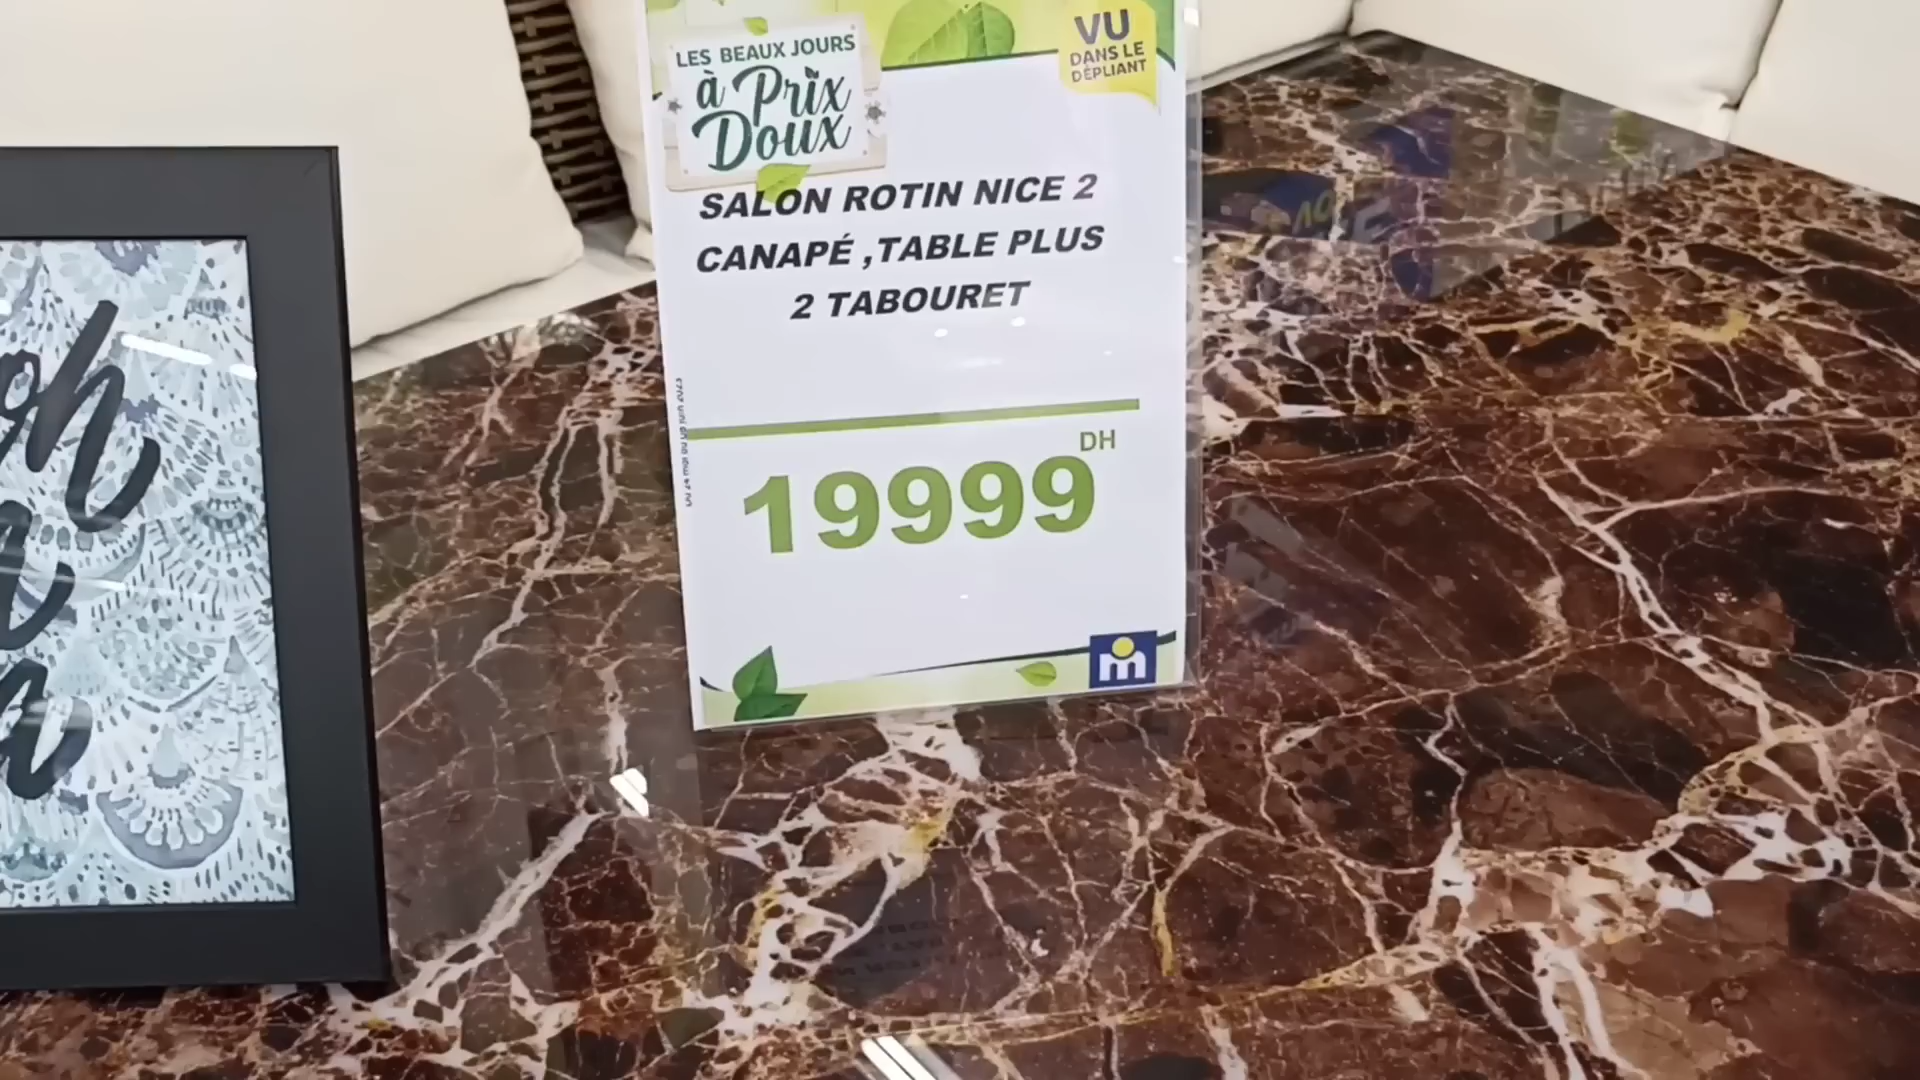 LES BEAUX JOURS
à Prix
Doux
VU
DANS LE
DÉPLIANT
SALON ROTIN NICE 2
CANAPÉ ,TABLE PLUS
2 TABOURET
DH
19999
m